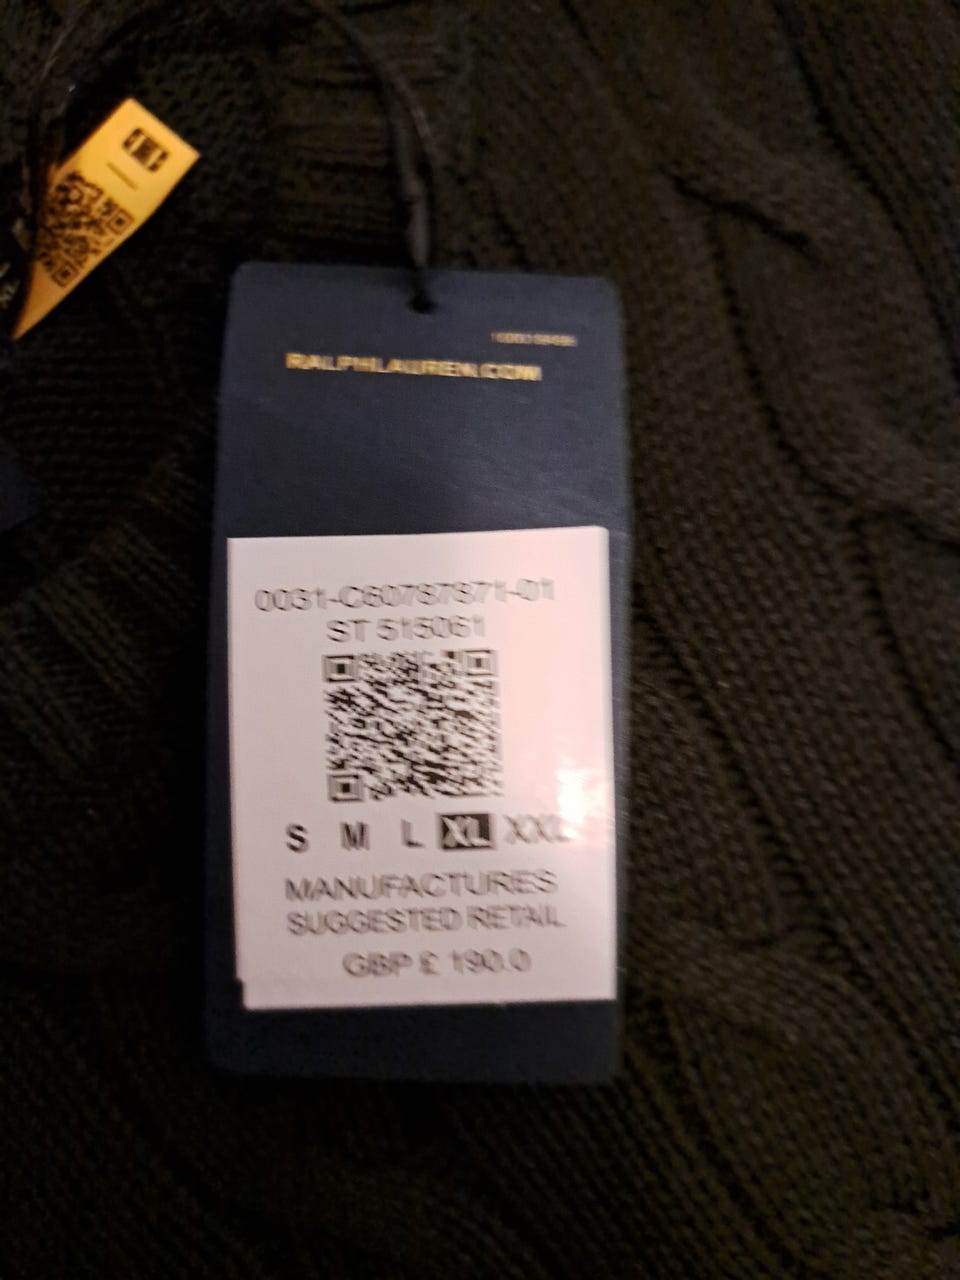 RALPHLAUREN.COM
0031-C60787871-01
ST 515061
S M L XL XXL
MANUFACTURES
SUGGESTED RETAIL
GBP £ 190.0